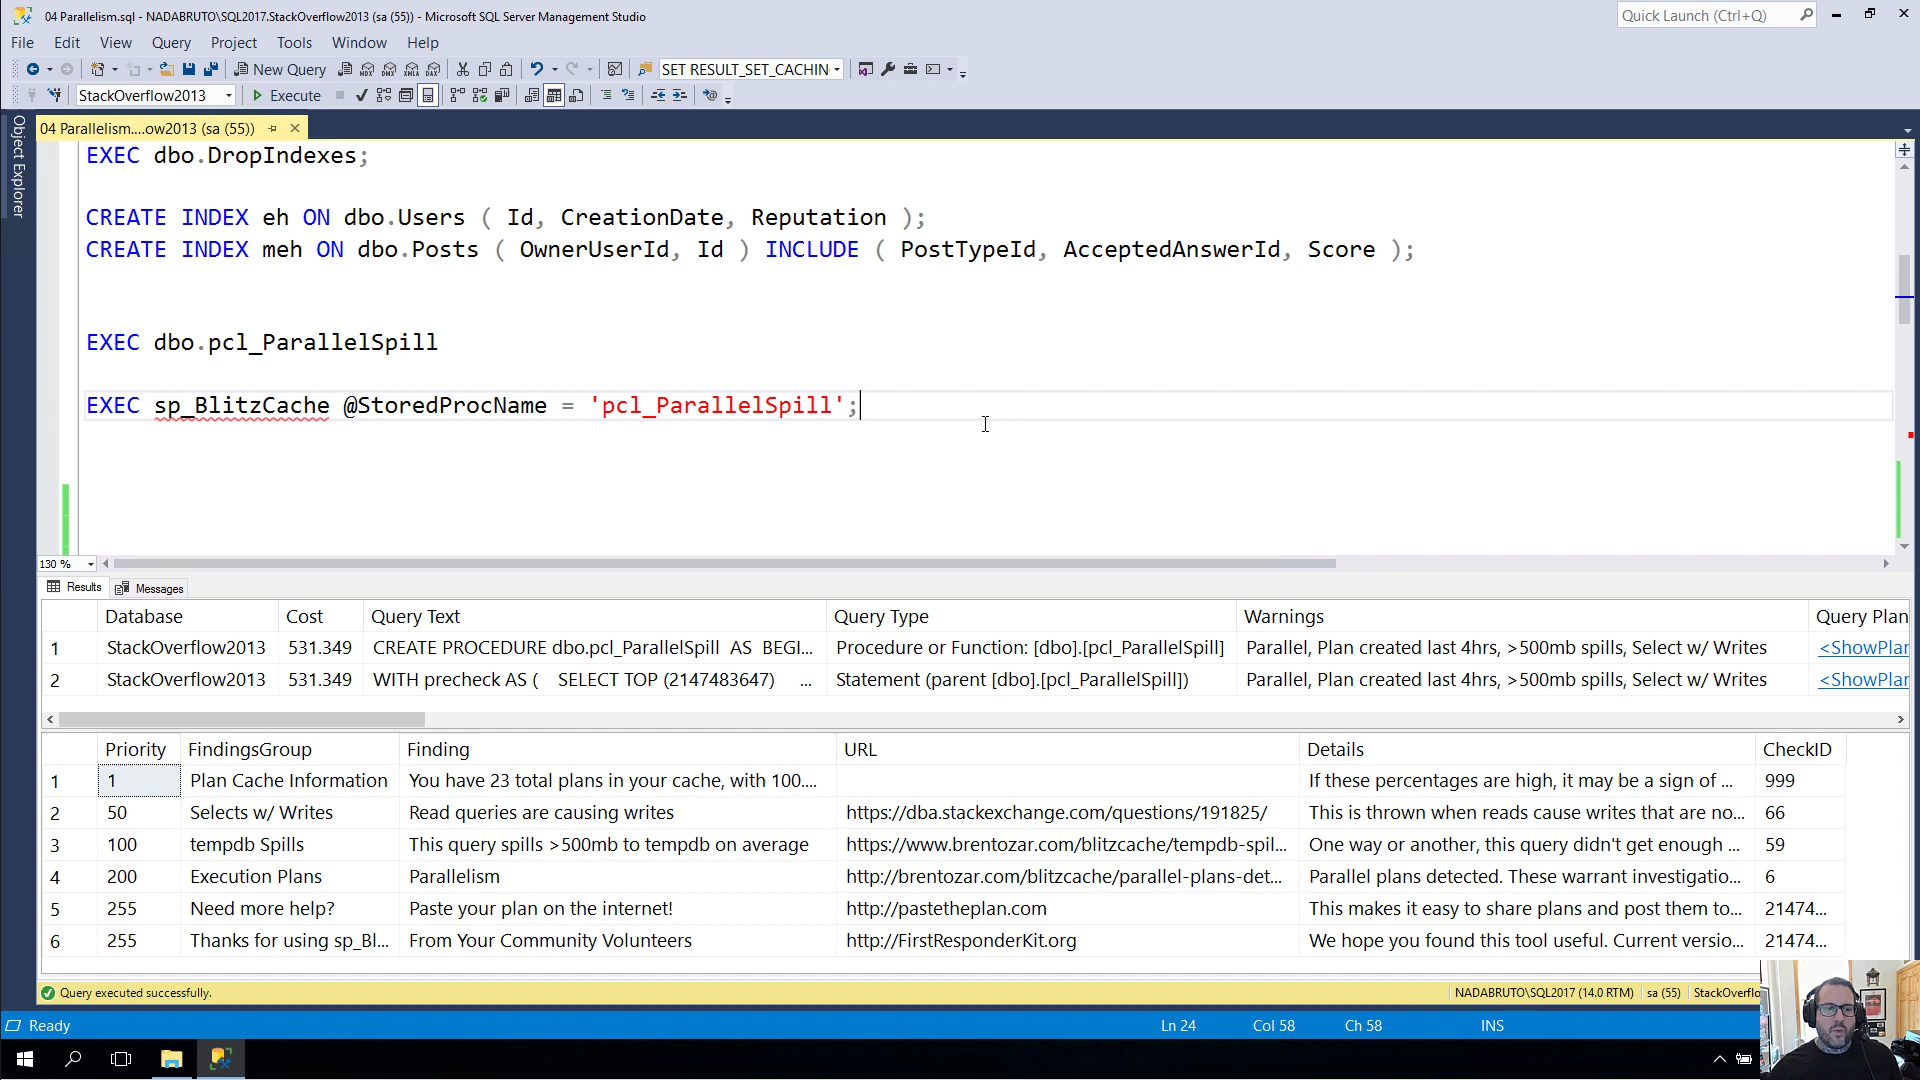 04 Parallelism.sql - NADABRUTO\SQL2017.StackOverflow2013 (sa (55)) - Microsoft SQL Server Management Studio
Quick Launch (Ctrl+Q)
File Edit View Query Project Tools Window Help
New Query
SET RESULT_SET_CACHIN
StackOverflow2013
Execute
Object Explorer
04 Parallelism....ow2013 (sa (55))
EXEC dbo.DropIndexes;
CREATE INDEX eh ON dbo.Users ( Id, CreationDate, Reputation );
CREATE INDEX meh ON dbo.Posts ( OwnerUserId, Id ) INCLUDE ( PostTypeId, AcceptedAnswerId, Score );
EXEC dbo.pcl_ParallelSpill
EXEC sp_BlitzCache @StoredProcName = 'pcl_ParallelSpill';
130 %
Results Messages
Database Cost Query Text Query Type Warnings Query Plan
1 StackOverflow2013 531.349 CREATE PROCEDURE dbo.pcl_ParallelSpill AS BEGI... Procedure or Function: [dbo].[pcl_ParallelSpill] Parallel, Plan created last 4hrs, >500mb spills, Select w/ Writes <ShowPlan
2 StackOverflow2013 531.349 WITH precheck AS ( SELECT TOP (2147483647) ... Statement (parent [dbo].[pcl_ParallelSpill]) Parallel, Plan created last 4hrs, >500mb spills, Select w/ Writes <ShowPlan
Priority FindingsGroup Finding URL Details CheckID
1 1 Plan Cache Information You have 23 total plans in your cache, with 100.... If these percentages are high, it may be a sign of ... 999
2 50 Selects w/ Writes Read queries are causing writes https://dba.stackexchange.com/questions/191825/ This is thrown when reads cause writes that are no... 66
3 100 tempdb Spills This query spills >500mb to tempdb on average https://www.brentozar.com/blitzcache/tempdb-spil... One way or another, this query didn't get enough ... 59
4 200 Execution Plans Parallelism http://brentozar.com/blitzcache/parallel-plans-det... Parallel plans detected. These warrant investigatio... 6
5 255 Need more help? Paste your plan on the internet! http://pastetheplan.com This makes it easy to share plans and post them to... 21474...
6 255 Thanks for using sp_Bl... From Your Community Volunteers http://FirstResponderKit.org We hope you found this tool useful. Current versio... 21474...
Query executed successfully.
NADABRUTO\SQL2017 (14.0 RTM) sa (55) StackOverflo
Ready
Ln 24 Col 58 Ch 58 INS